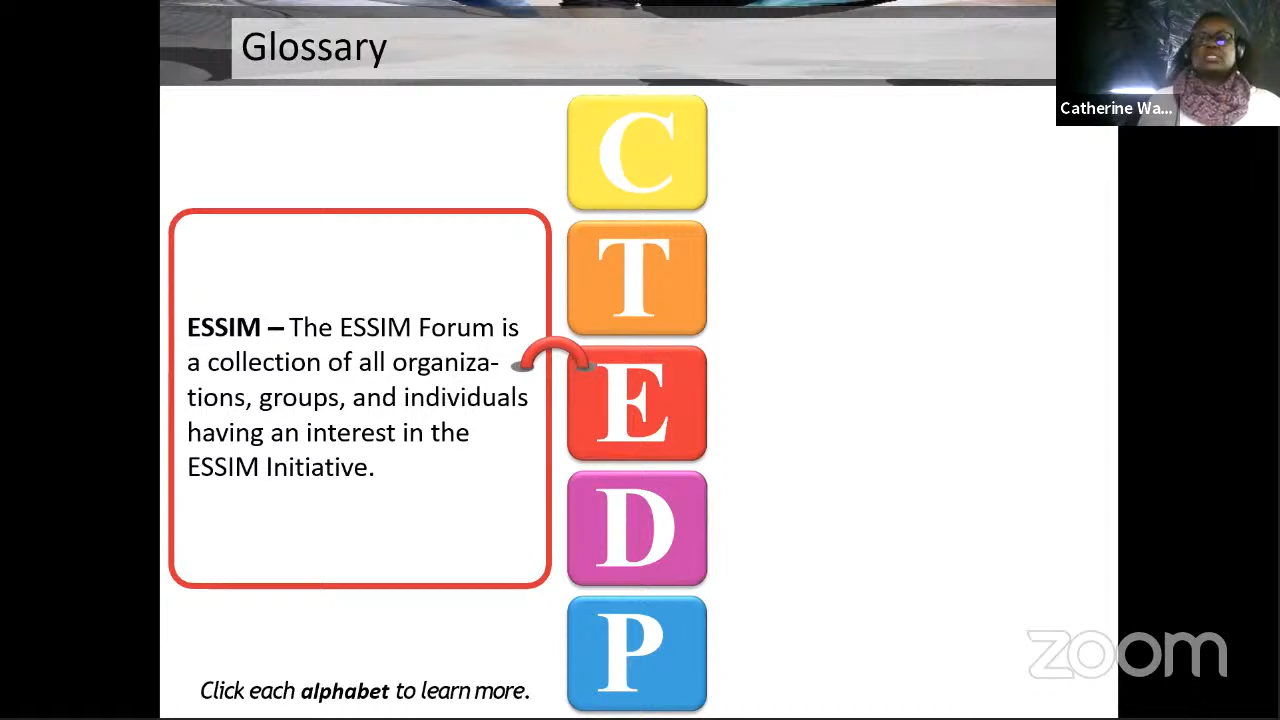 Glossary
Catherine Wa...
C
T
ESSIM – The ESSIM Forum is
a collection of all organiza-
tions, groups, and individuals
having an interest in the
ESSIM Initiative.
E
D
P
Click each alphabet to learn more.
zoom